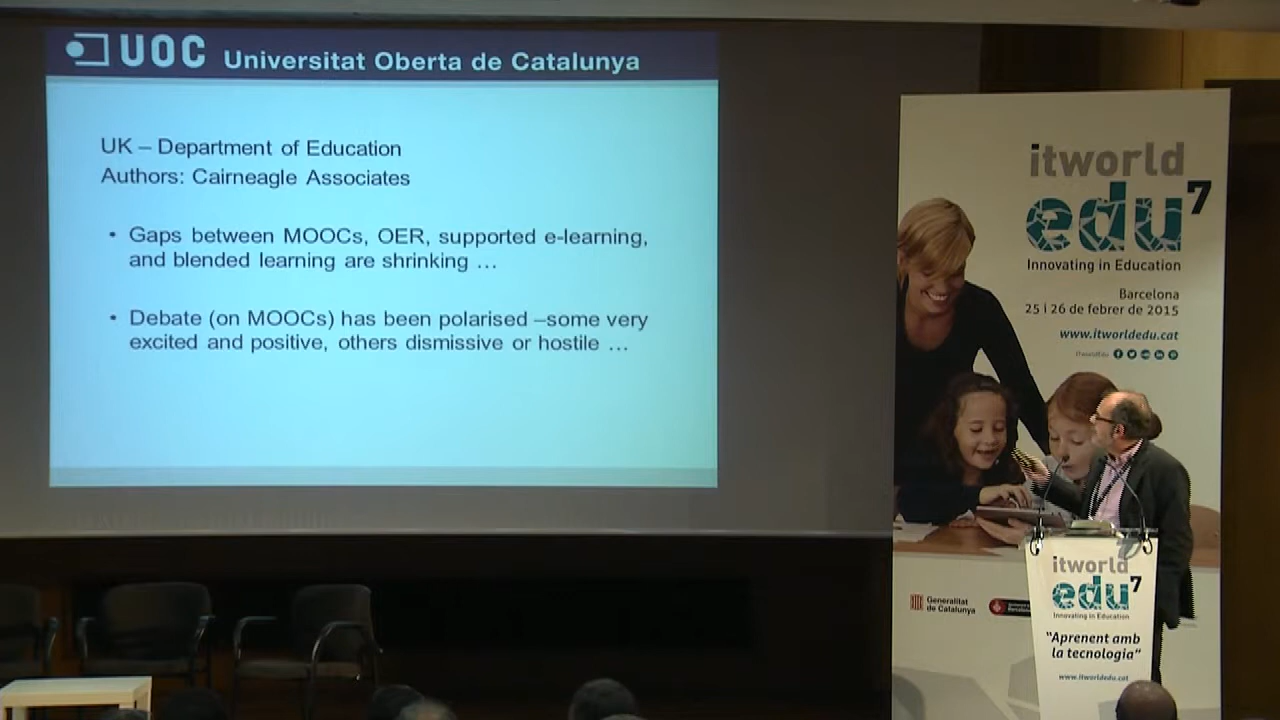 UOC Universitat Oberta de Catalunya
UK – Department of Education
Authors: Cairneagle Associates
• Gaps between MOOCs, OER, supported e-learning,
and blended learning are shrinking …
• Debate (on MOOCs) has been polarised –some very
excited and positive, others dismissive or hostile …
itworld
edu7
Innovating in Education
Barcelona
25 i 26 de febrer de 2015
www.itworldedu.cat
Generalitat
de Catalunya
itworld
edu7
Innovating in Education
"Aprenent amb
la tecnologia"
www.itworldedu.cat